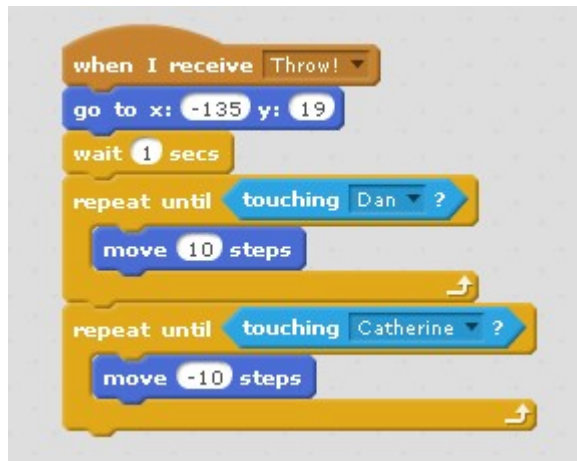 when I receive Throw!
go to x: -135 y: 19
wait 1 secs
repeat until touching Dan ?
move 10 steps
repeat until touching Catherine ?
move -10 steps